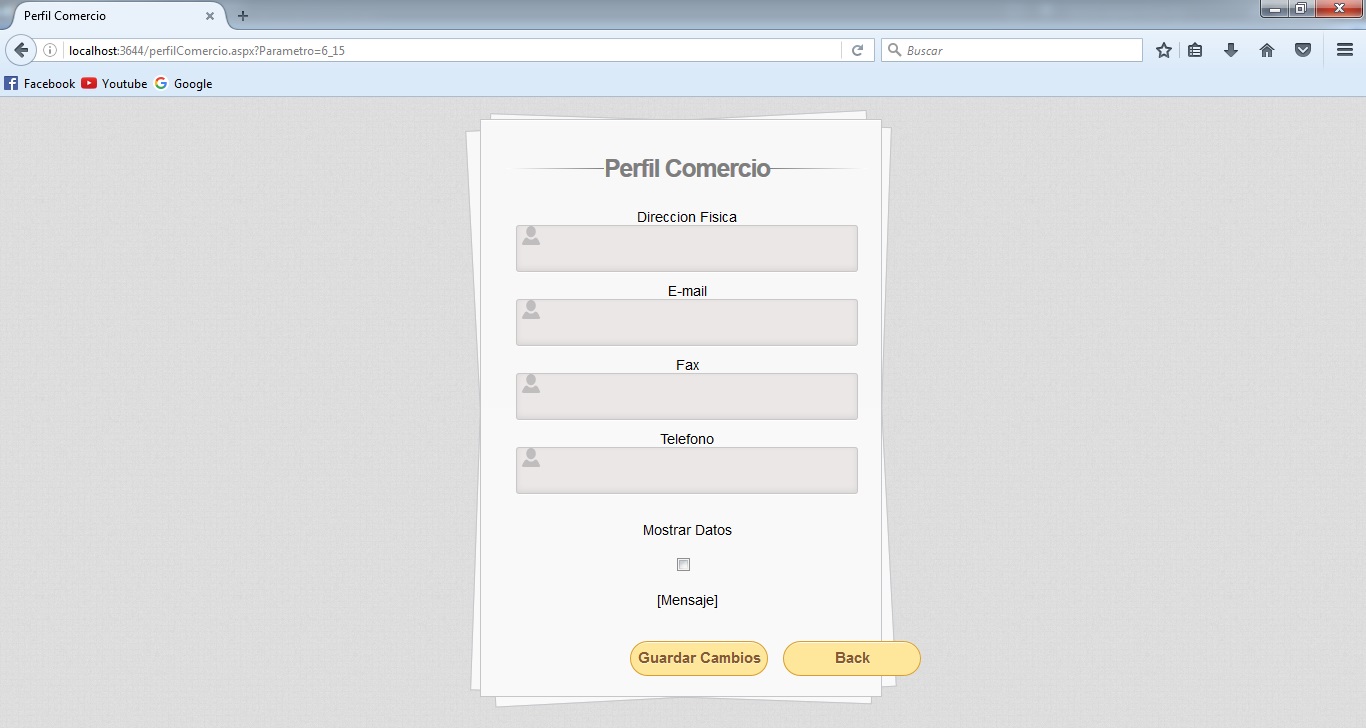 Perfil Comercio
localhost:3644/perfilComercio.aspx?Parametro=6_15
Buscar
Facebook Youtube Google
Perfil Comercio
Direccion Fisica
E-mail
Fax
Telefono
Mostrar Datos
[Mensaje]
Guardar Cambios Back